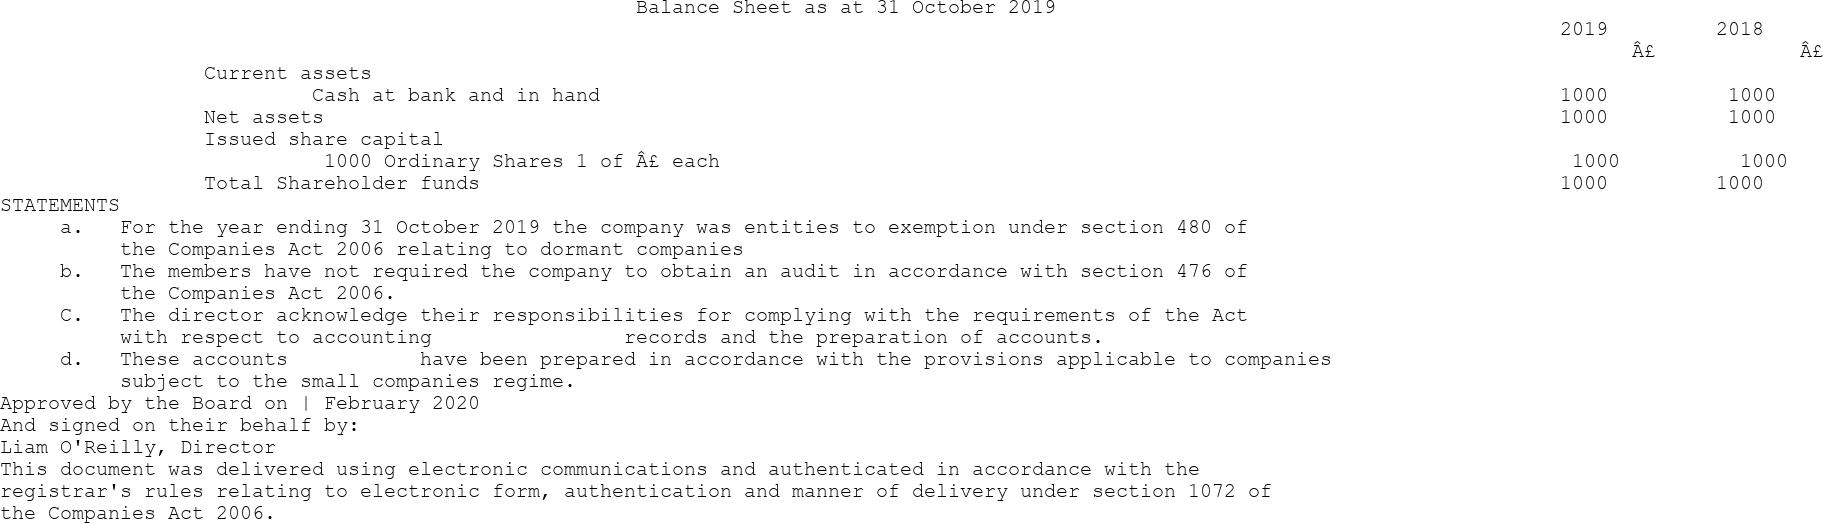 Balance Sheet as at 31 October 2019
2019 2018
Â£ Â£
Current assets
Cash at bank and in hand 1000 1000
Net assets 1000 1000
Issued share capital
1000 Ordinary Shares 1 of Â£ each 1000 1000
Total Shareholder funds 1000 1000
STATEMENTS
a. For the year ending 31 October 2019 the company was entities to exemption under section 480 of
the Companies Act 2006 relating to dormant companies
b. The members have not required the company to obtain an audit in accordance with section 476 of
the Companies Act 2006.
C. The director acknowledge their responsibilities for complying with the requirements of the Act
with respect to accounting records and the preparation of accounts.
d. These accounts have been prepared in accordance with the provisions applicable to companies
subject to the small companies regime.
Approved by the Board on | February 2020
And signed on their behalf by:
Liam O'Reilly, Director
This document was delivered using electronic communications and authenticated in accordance with the
registrar's rules relating to electronic form, authentication and manner of delivery under section 1072 of
the Companies Act 2006.